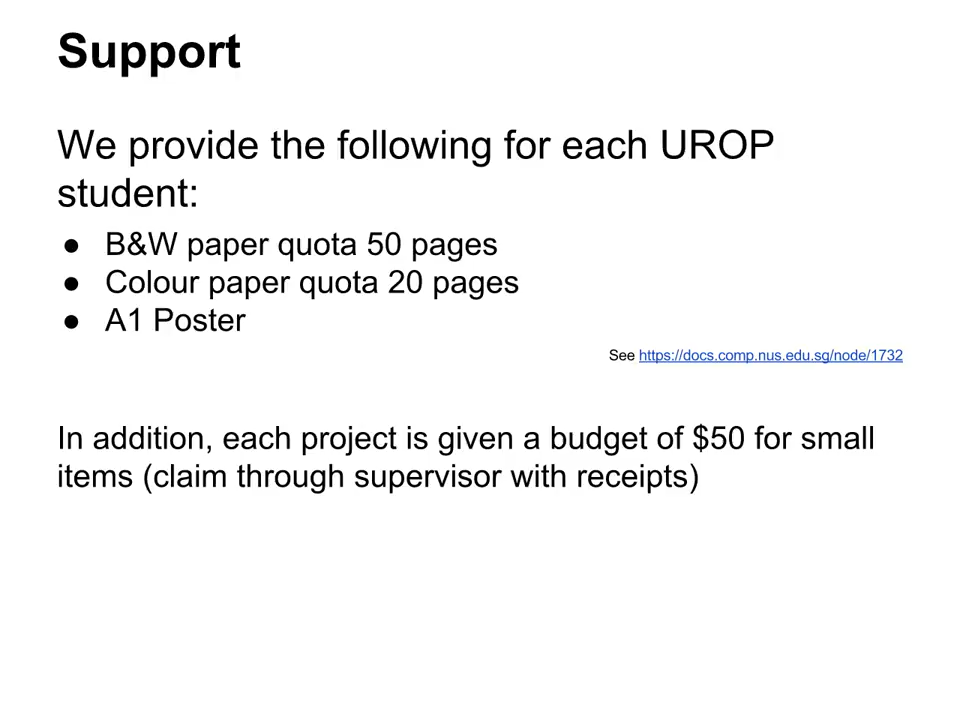 Support
We provide the following for each UROP
student:
● B&W paper quota 50 pages
● Colour paper quota 20 pages
● A1 Poster
See https://docs.comp.nus.edu.sg/node/1732
In addition, each project is given a budget of $50 for small
items (claim through supervisor with receipts)